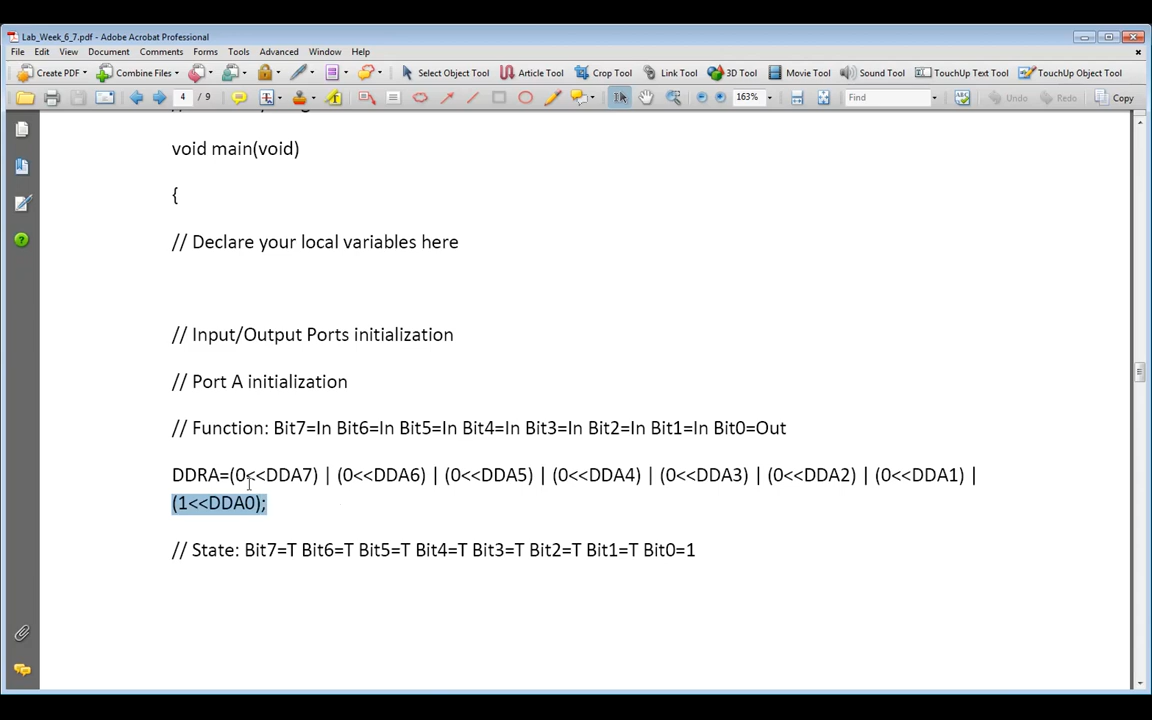 Lab_Week_6_7.pdf - Adobe Acrobat Professional
File Edit View Document Comments Forms Tools Advanced Window Help
Create PDF Combine Files Select Object Tool Article Tool Crop Tool Link Tool 3D Tool Movie Tool Sound Tool TouchUp Text Tool TouchUp Object Tool
4 / 9 163% Find Undo Redo Copy
void main(void)
{
// Declare your local variables here
// Input/Output Ports initialization
// Port A initialization
// Function: Bit7=In Bit6=In Bit5=In Bit4=In Bit3=In Bit2=In Bit1=In Bit0=Out
DDRA=(0<<DDA7) | (0<<DDA6) | (0<<DDA5) | (0<<DDA4) | (0<<DDA3) | (0<<DDA2) | (0<<DDA1) |
(1<<DDA0);
// State: Bit7=T Bit6=T Bit5=T Bit4=T Bit3=T Bit2=T Bit1=T Bit0=1